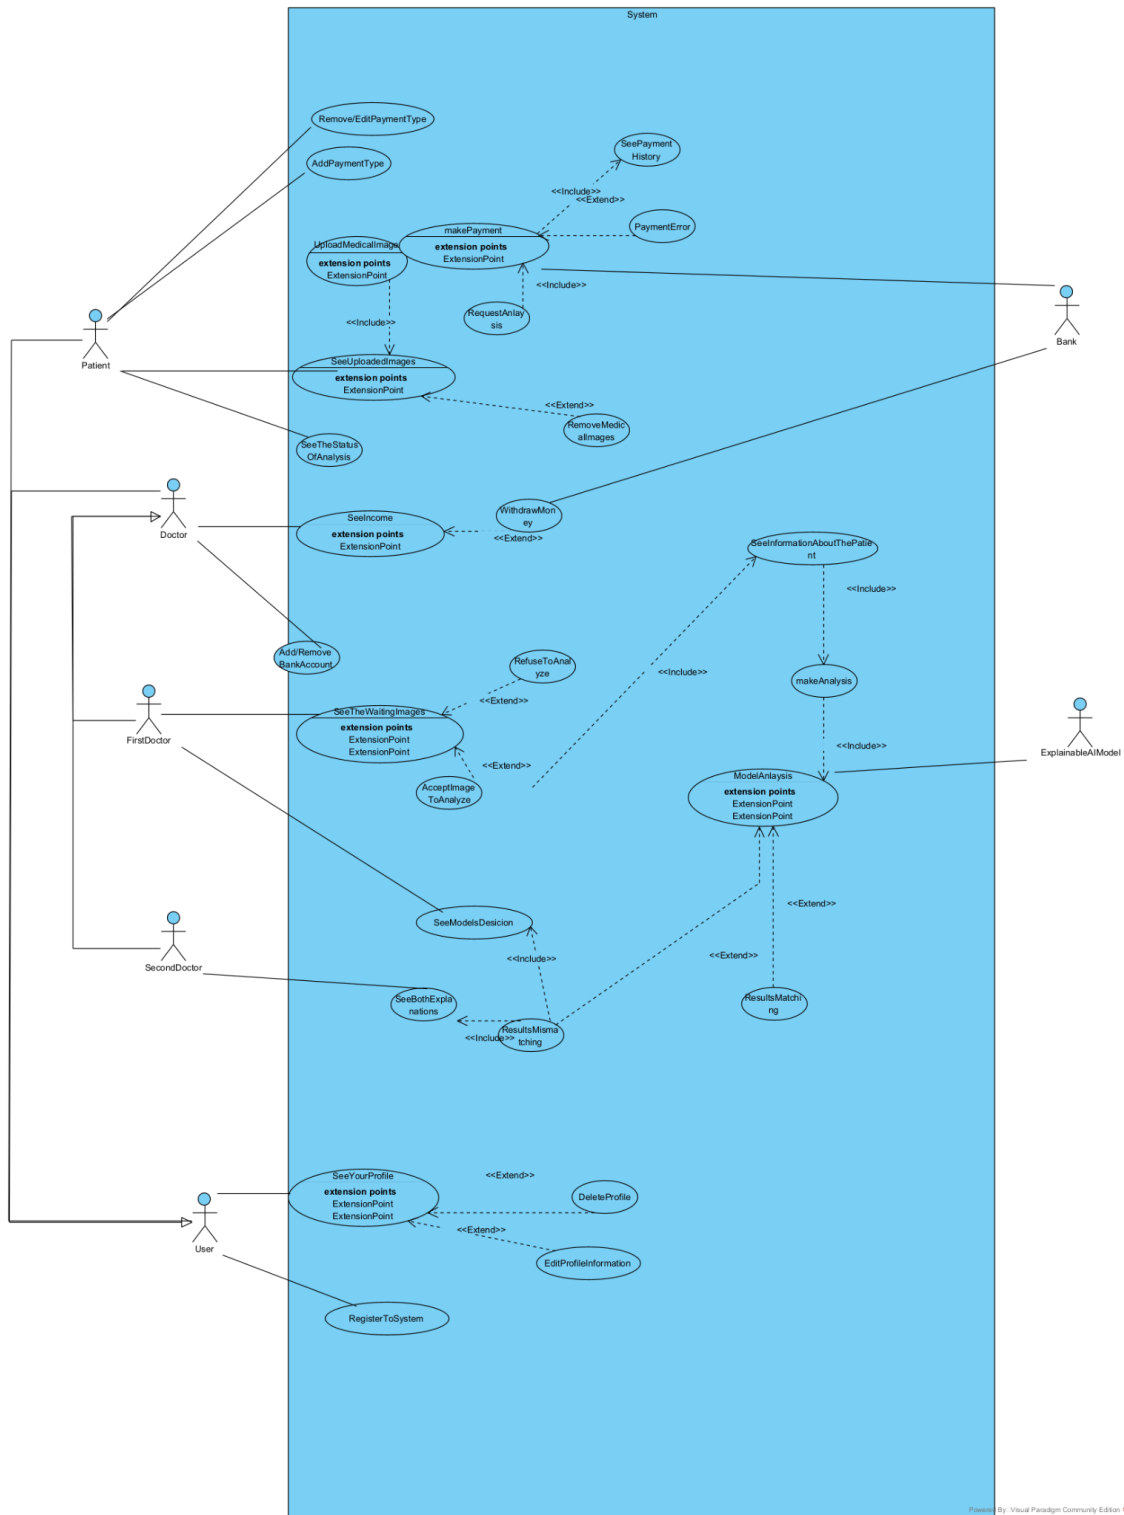 System
Remove/EditPaymentType
SeePayment
History
AddPaymentType
<<Include>>
<<Extend>>
PaymentError
makePayment
extension points
ExtensionPoint
UploadMedicalImage
extension points
ExtensionPoint
<<Include>>
RequestAnlay
sis
<<Include>>
Bank
Patient
SeeUploadedImages
extension points
ExtensionPoint
<<Extend>>
RemoveMedic
alImages
SeeTheStatus
OfAnalysis
WithdrawMon
ey
SeeIncome
extension points
ExtensionPoint
<<Extend>>
Doctor
SeeInformationAboutThePatie
nt
<<Include>>
Add/Remove
BankAccount
RefuseToAnal
yze
<<Include>>
makeAnalysis
<<Extend>>
SeeTheWaitingImages
extension points
ExtensionPoint
ExtensionPoint
FirstDoctor
<<Include>>
ExplainableAIModel
<<Extend>>
AcceptImage
ToAnalyze
ModelAnlaysis
extension points
ExtensionPoint
ExtensionPoint
<<Extend>>
SeeModelsDesicion
<<Include>>
<<Extend>>
SecondDoctor
SeeBothExpla
nations
ResultsMatchi
ng
ResultsMisma
tching
<<Include>>
SeeYourProfile
extension points
ExtensionPoint
ExtensionPoint
<<Extend>>
DeleteProfile
<<Extend>>
User
EditProfileInformation
RegisterToSystem
Powered By Visual Paradigm Community Edition